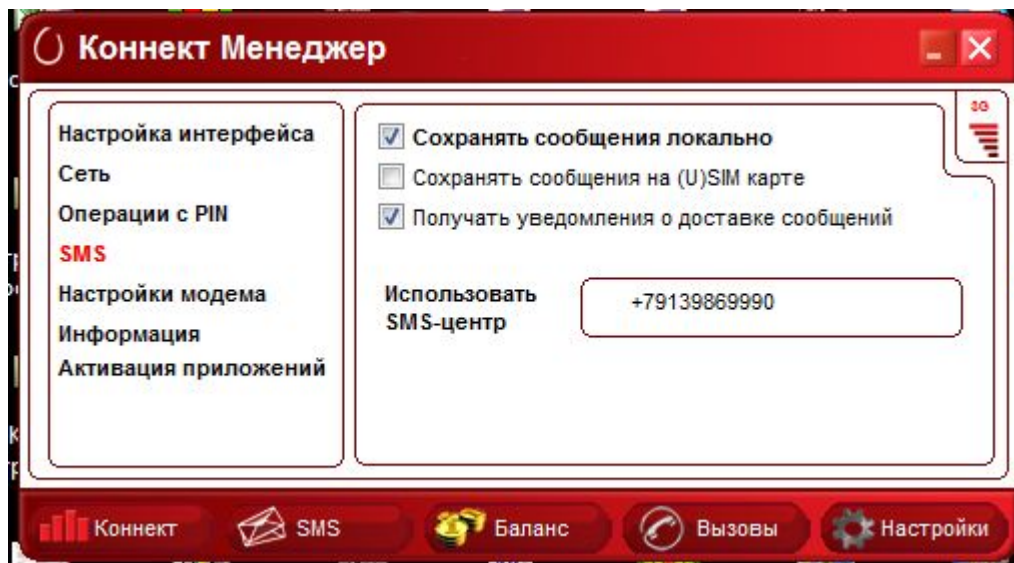 Коннект Менеджер
3G
Настройка интерфейса
Сеть
Операции с PIN
SMS
Настройки модема
Информация
Активация приложений
Сохранять сообщения локально
Сохранять сообщения на (U)SIM карте
Получать уведомления о доставке сообщений
Использовать
SMS-центр
+79139869990
Коннект
SMS
Баланс
Вызовы
Настройки